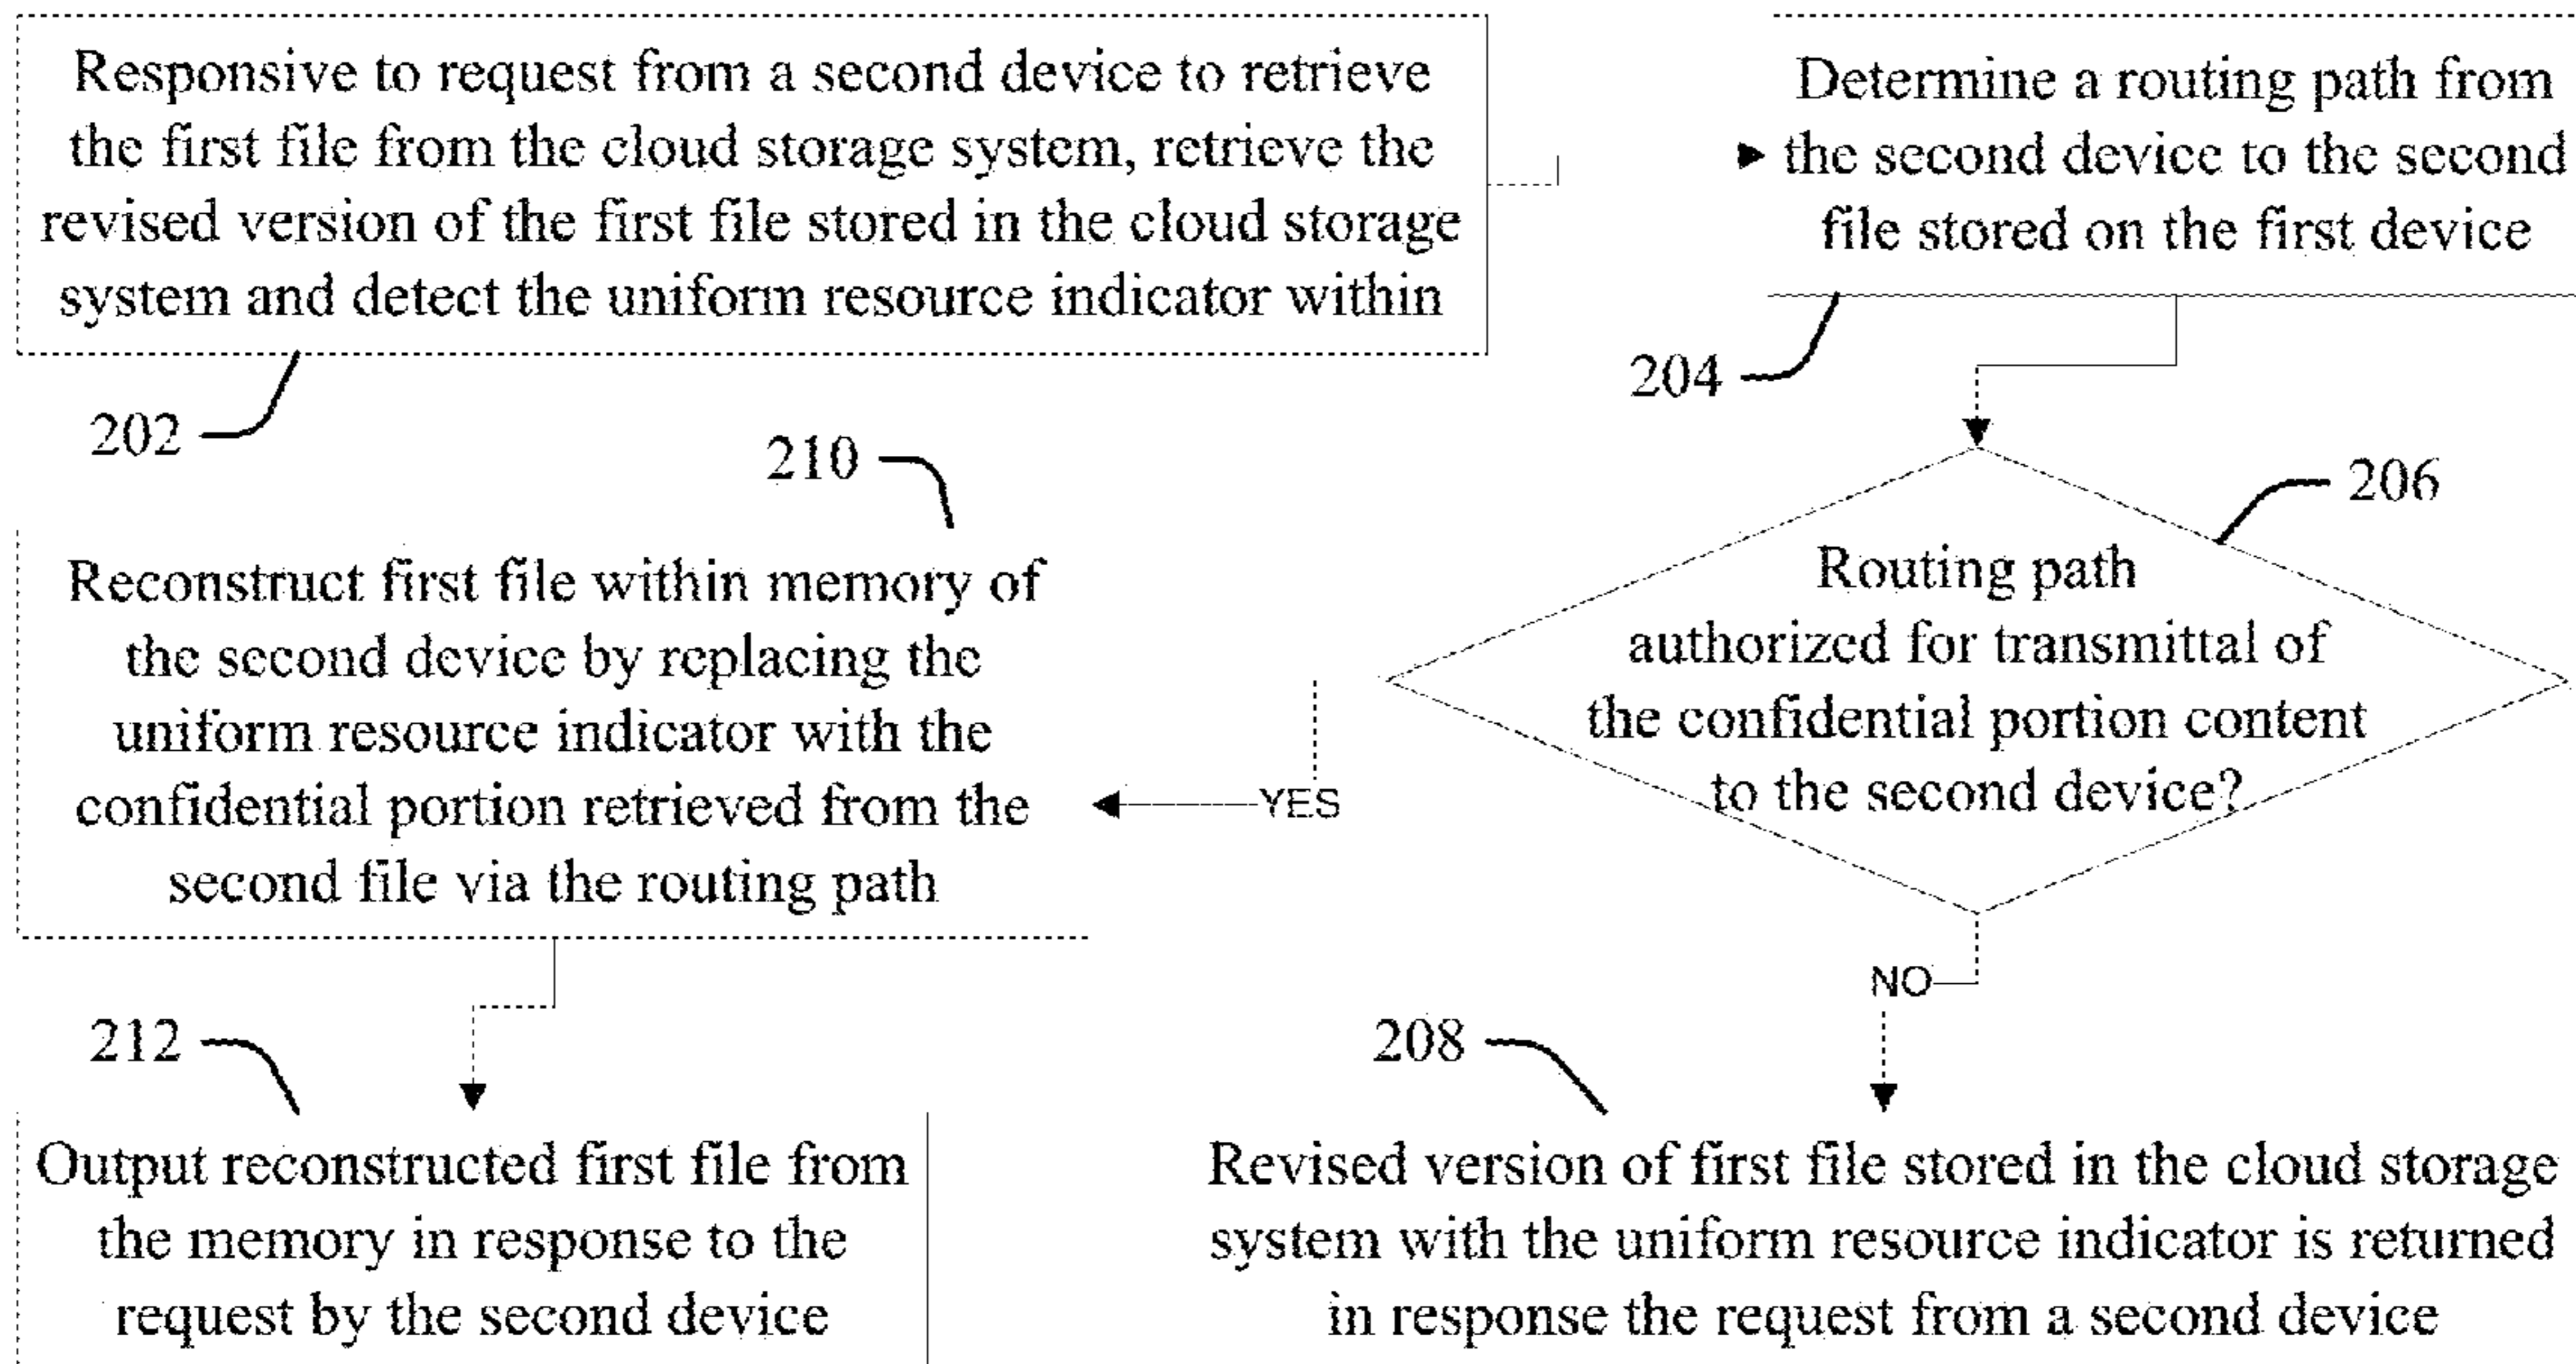 Responsive to request from a second device to retrieve
the first file from the cloud storage system, retrieve the
revised version of the first file stored in the cloud storage
system and detect the uniform resource indicator within
202
Determine a routing path from
the second device to the second
file stored on the first device
204
206
Routing path
authorized for transmittal of
the confidential portion content
to the second device?
YES
NO
210
Reconstruct first file within memory of
the second device by replacing the
uniform resource indicator with the
confidential portion retrieved from the
second file via the routing path
212
Output reconstructed first file from
the memory in response to the
request by the second device
208
Revised version of first file stored in the cloud storage
system with the uniform resource indicator is returned
in response the request from a second device